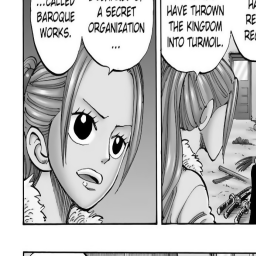 ...CALLED
BAROQUE
WORKS.
A SECRET
ORGANIZATION
...
HAVE THROWN
THE KINGDOM
INTO TURMOIL.